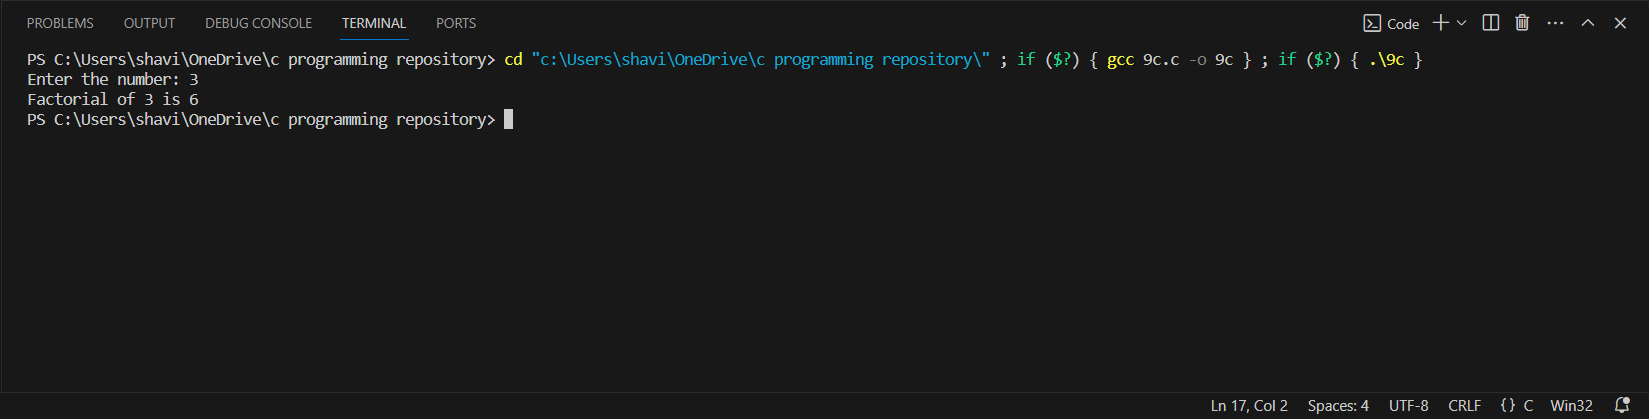 PROBLEMS OUTPUT DEBUG CONSOLE TERMINAL PORTS Code
PS C:\Users\shavi\OneDrive\c programming repository> cd "c:\Users\shavi\OneDrive\c programming repository\" ; if ($?) { gcc 9c.c -o 9c } ; if ($?) { .\9c }
Enter the number: 3
Factorial of 3 is 6
PS C:\Users\shavi\OneDrive\c programming repository>
Ln 17, Col 2 Spaces: 4 UTF-8 CRLF {} C Win32